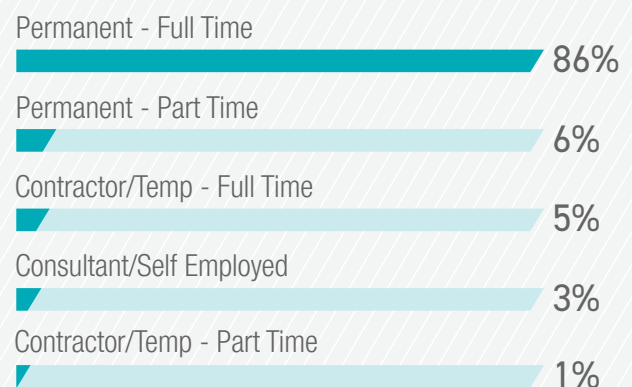 Permanent - Full Time
86%
Permanent - Part Time
6%
Contractor/Temp - Full Time
5%
Consultant/Self Employed
3%
Contractor/Temp - Part Time
1%